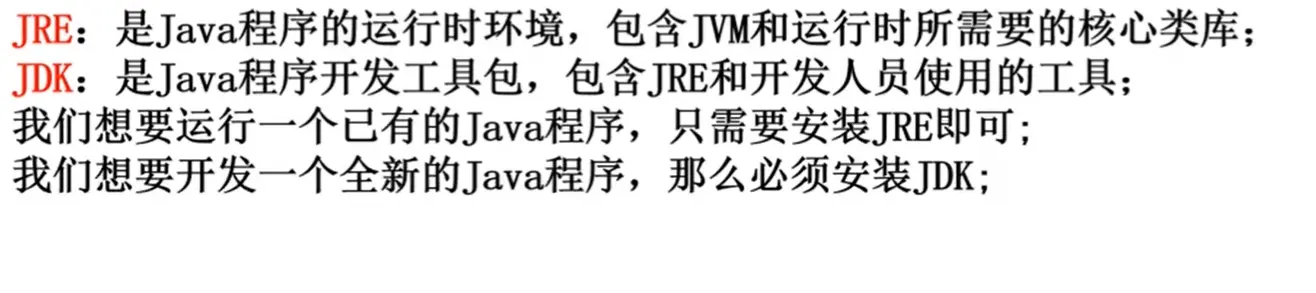 JRE：是Java程序的运行时环境，包含JVM和运行时所需要的核心类库；
JDK：是Java程序开发工具包，包含JRE和开发人员使用的工具；
我们想要运行一个已有的Java程序，只需要安装JRE即可;
我们想要开发一个全新的Java程序，那么必须安装JDK;